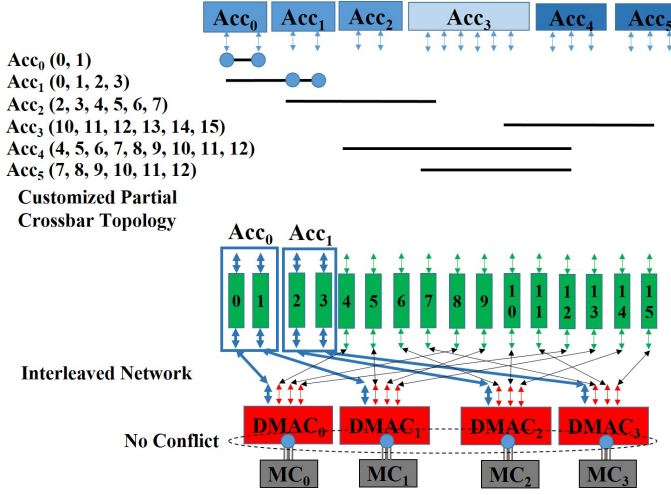 Acc0 Acc1 Acc2 Acc3 Acc4 Acc5
Acc0 (0, 1)
Acc1 (0, 1, 2, 3)
Acc2 (2, 3, 4, 5, 6, 7)
Acc3 (10, 11, 12, 13, 14, 15)
Acc4 (4, 5, 6, 7, 8, 9, 10, 11, 12)
Acc5 (7, 8, 9, 10, 11, 12)
Customized Partial
Crossbar Topology
Acc0 Acc1
0 1 2 3 4 5 6 7 8 9 10 11 12 13 14 15
Interleaved Network
DMAC0 DMAC1 DMAC2 DMAC3
No Conflict
MC0 MC1 MC2 MC3